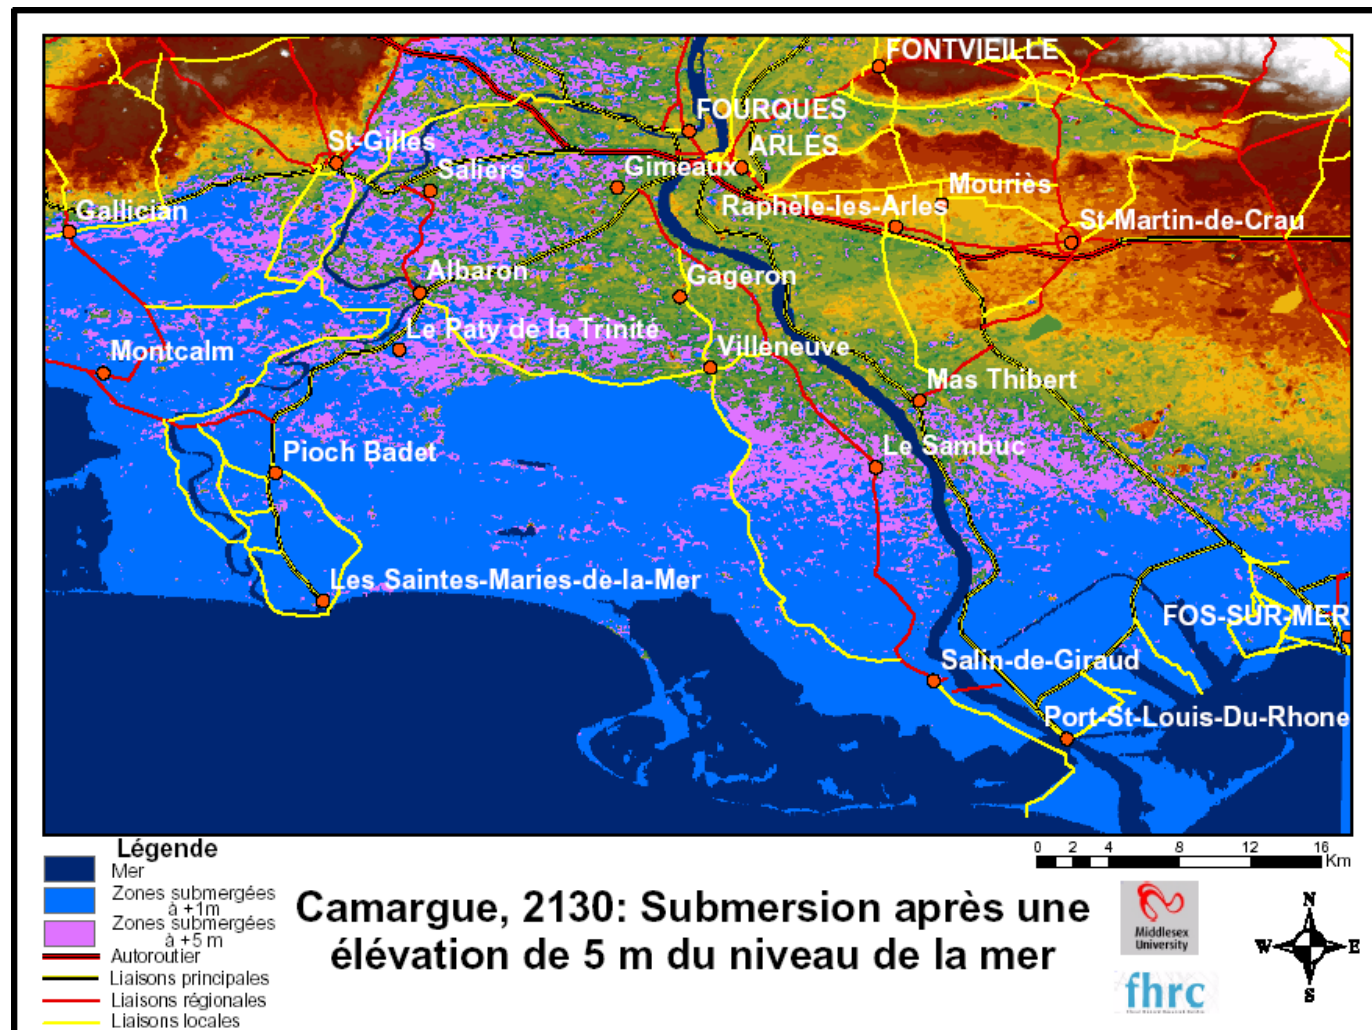 FONTVIEILLE
FOURQUES
ARLES
St-Gilles
Gimeaux
Saliers
Mouriès
Gallician
Raphèle-les-Arles
St-Martin-de-Crau
Albaron
Gageron
Le Paty de la Trinité
Villeneuve
Montcalm
Mas Thibert
Pioch Badet
Le Sambuc
Les Saintes-Maries-de-la-Mer
FOS-SUR-MER
Salin-de-Giraud
Port-St-Louis-Du-Rhone
Légende
Mer
Zones submergées
à +1m
Zones submergées
à +5 m
Autoroutier
Liaisons principales
Liaisons régionales
Liaisons locales
Camargue, 2130: Submersion après une
élévation de 5 m du niveau de la mer
0 2 4 8 12 16
Km
Middlesex
University
fhrc
N
W E
S